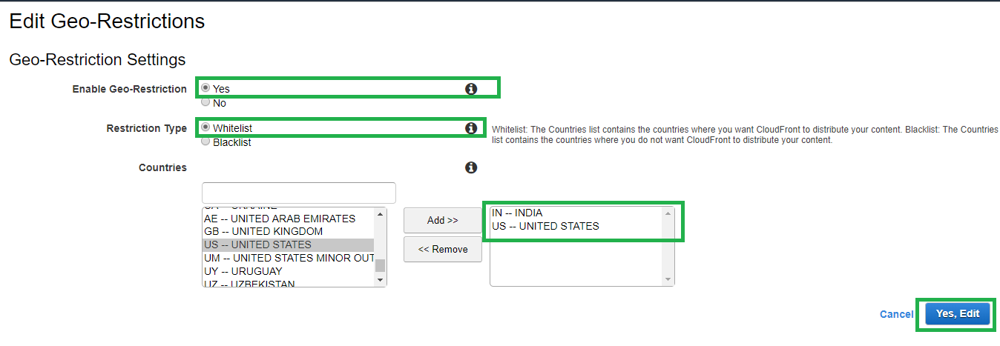 Edit Geo-Restrictions
Geo-Restriction Settings
Enable Geo-Restriction
Yes
No
Restriction Type
Whitelist
Blacklist
Whitelist: The Countries list contains the countries where you want CloudFront to distribute your content. Blacklist: The Countries
list contains the countries where you do not want CloudFront to distribute your content.
Countries
AE -- UNITED ARAB EMIRATES
GB -- UNITED KINGDOM
US -- UNITED STATES
UM -- UNITED STATES MINOR OUT
UY -- URUGUAY
UZ -- UZBEKISTAN
Add >>
<< Remove
IN -- INDIA
US -- UNITED STATES
Cancel
Yes, Edit